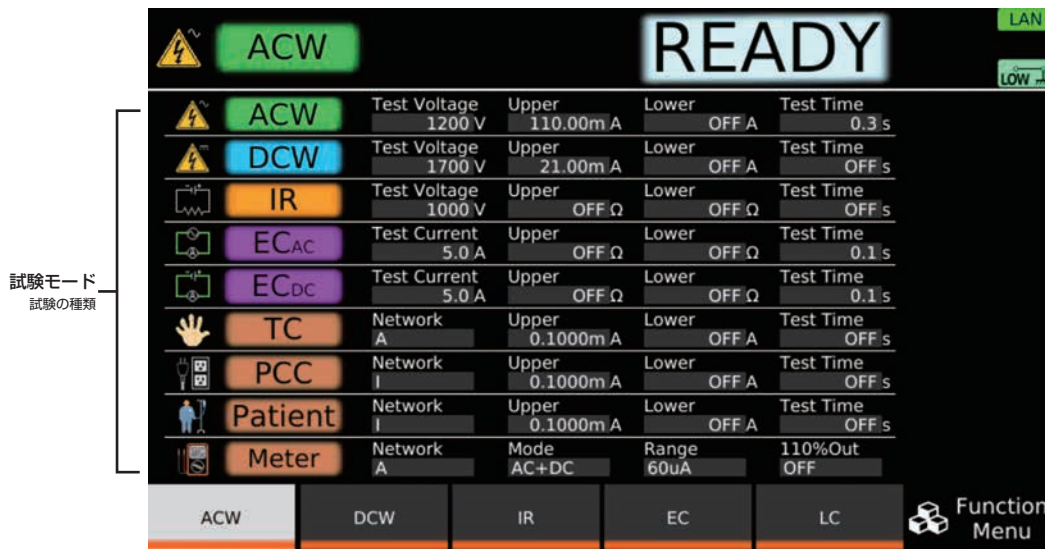 ACW
READY
LAN
LOW
試験モード
試験の種類
ACW Test Voltage 1200 V Upper 110.00m A Lower OFF A Test Time 0.3 s
DCW Test Voltage 1700 V Upper 21.00m A Lower OFF A Test Time OFF s
IR Test Voltage 1000 V Upper OFF Ω Lower OFF Ω Test Time OFF s
ECAC Test Current 5.0 A Upper OFF Ω Lower OFF Ω Test Time 0.1 s
ECDC Test Current 5.0 A Upper OFF Ω Lower OFF Ω Test Time 0.1 s
TC Network A Upper 0.1000m A Lower OFF A Test Time OFF s
PCC Network I Upper 0.1000m A Lower OFF A Test Time OFF s
Patient Network I Upper 0.1000m A Lower OFF A Test Time OFF s
Meter Network A Mode AC+DC Range 60uA 110%Out OFF
ACW DCW IR EC LC Function
Menu